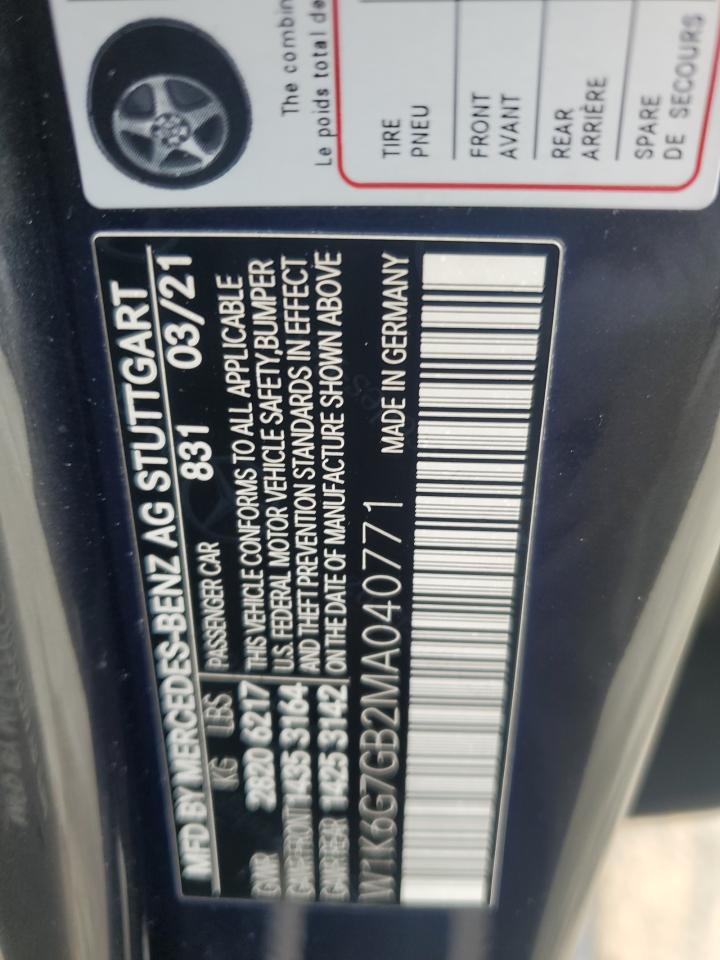 The combin
Le poids total de
TIRE
PNEU
FRONT
AVANT
REAR
ARRIÈRE
SPARE
DE SECOURS
MFD BY MERCEDES-BENZ AG STUTTGART
KG LBS PASSENGER CAR 831 03/21
GVWR 2820 6217 THIS VEHICLE CONFORMS TO ALL APPLICABLE
GAWR FRONT 1435 3164 U.S. FEDERAL MOTOR VEHICLE SAFETY,BUMPER
GAWR REAR 1425 3142 AND THEFT PREVENTION STANDARDS IN EFFECT
ON THE DATE OF MANUFACTURE SHOWN ABOVE
W1K6G7GB2MA040771 MADE IN GERMANY